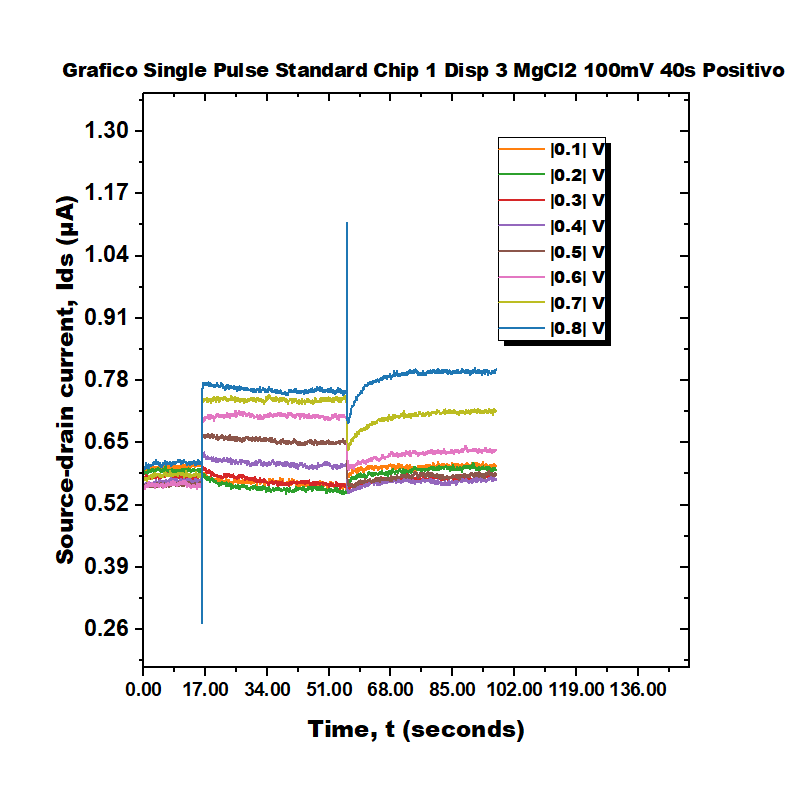 Grafico Single Pulse Standard Chip 1 Disp 3 MgCl2 100mV 40s Positivo
|0.1| V
|0.2| V
|0.3| V
|0.4| V
|0.5| V
|0.6| V
|0.7| V
|0.8| V
Source-drain current, Ids (µA)
1.30
1.17
1.04
0.91
0.78
0.65
0.52
0.39
0.26
0.00 17.00 34.00 51.00 68.00 85.00 102.00 119.00 136.00
Time, t (seconds)